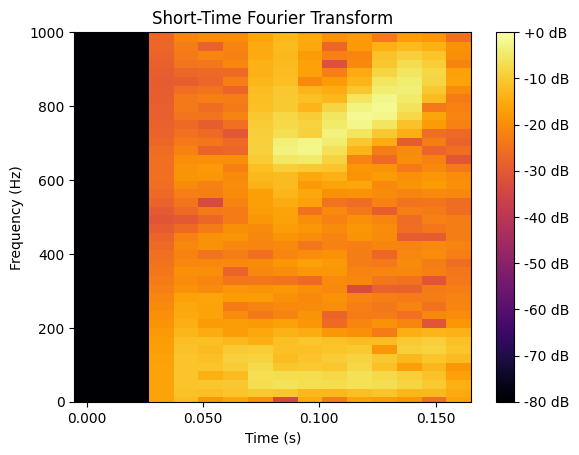 Short-Time Fourier Transform
1000
800
600
400
200
0
Frequency (Hz)
0.000
0.050
0.100
0.150
Time (s)
+0 dB
-10 dB
-20 dB
-30 dB
-40 dB
-50 dB
-60 dB
-70 dB
-80 dB